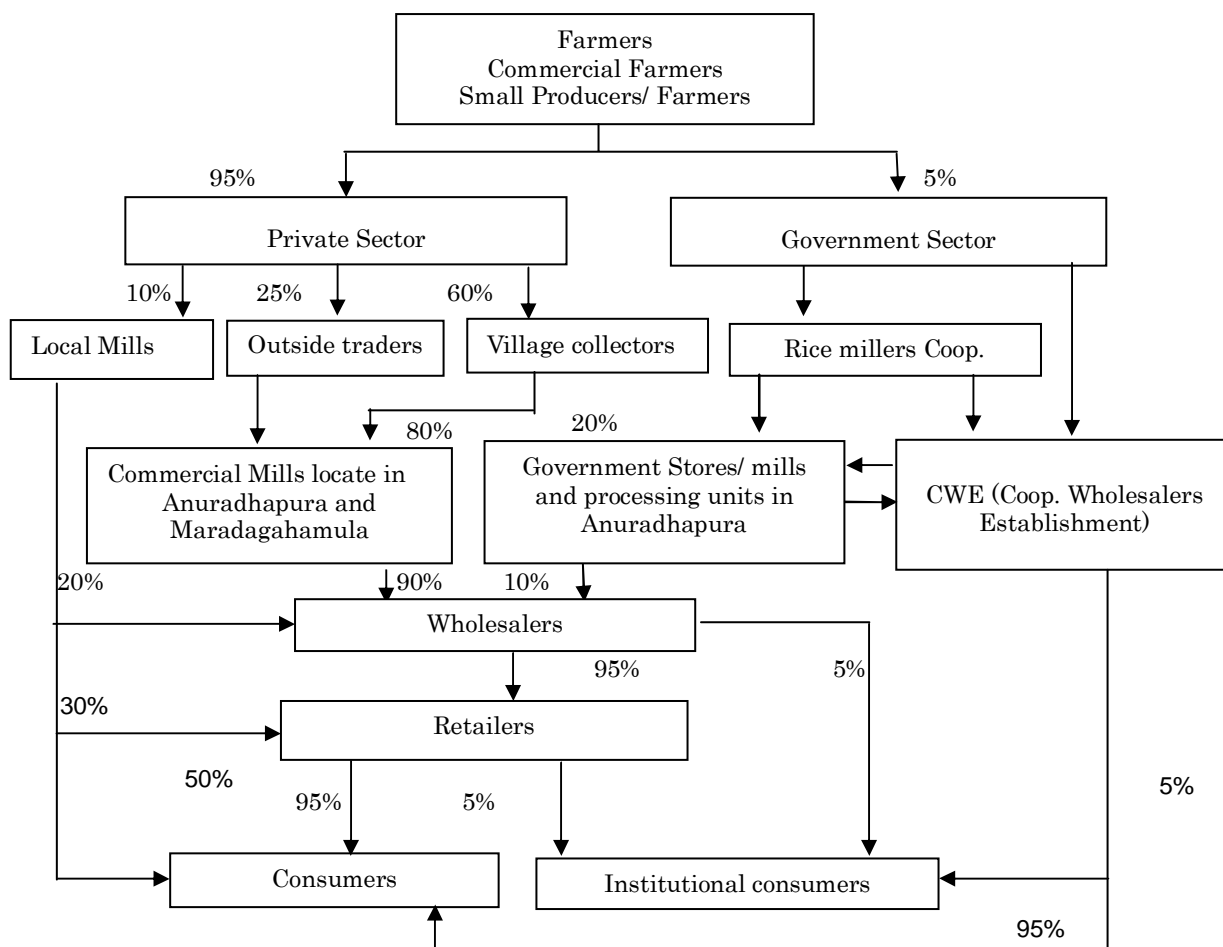 Farmers
Commercial Farmers
Small Producers/ Farmers
95%
5%
Private Sector
Government Sector
10%
25%
60%
Local Mills
Outside traders
Village collectors
Rice millers Coop.
80%
20%
Commercial Mills locate in
Anuradhapura and
Maradagahamula
Government Stores/ mills
and processing units in
Anuradhapura
CWE (Coop. Wholesalers
Establishment)
20%
90%
10%
Wholesalers
95%
5%
30%
Retailers
50%
95%
5%
5%
Consumers
Institutional consumers
95%